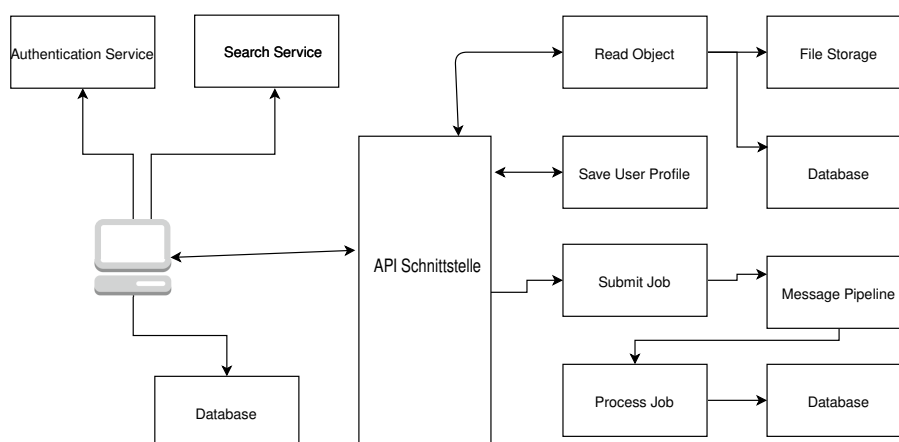 Authentication Service
Search Service
Read Object
File Storage
Save User Profile
Database
API Schnittstelle
Submit Job
Message Pipeline
Database
Process Job
Database